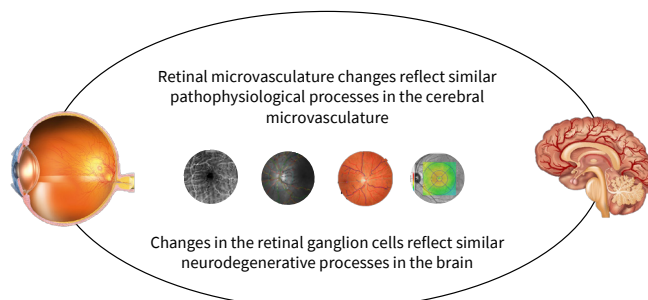 Retinal microvasculature changes reflect similar
pathophysiological processes in the cerebral
microvasculature
Changes in the retinal ganglion cells reflect similar
neurodegenerative processes in the brain